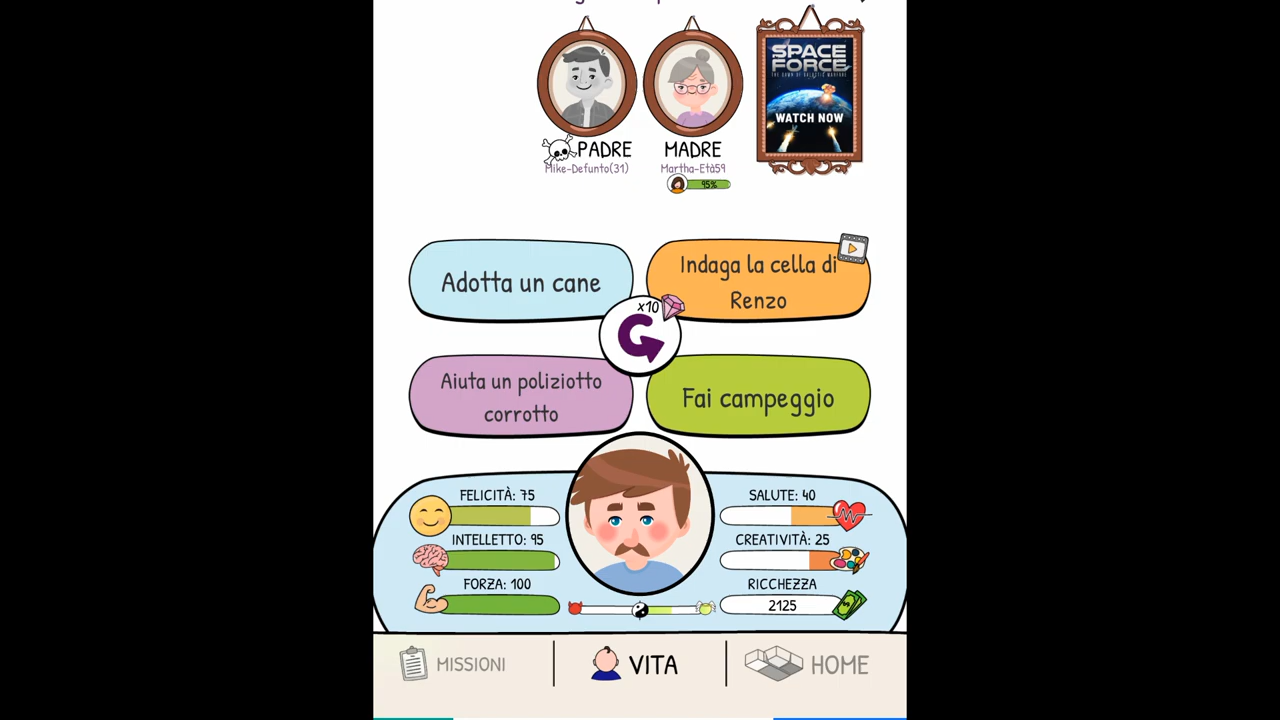 SPACE
FORCE
WATCH NOW
PADRE
Mike-Defunto(31)
MADRE
Martha-Età59
95%
Adotta un cane
Indaga la cella di
Renzo
x10
Aiuta un poliziotto
corrotto
Fai campeggio
FELICITÀ: 75
SALUTE: 40
INTELLETTO: 95
CREATIVITÀ: 25
FORZA: 100
RICCHEZZA
2125
MISSIONI
VITA
HOME